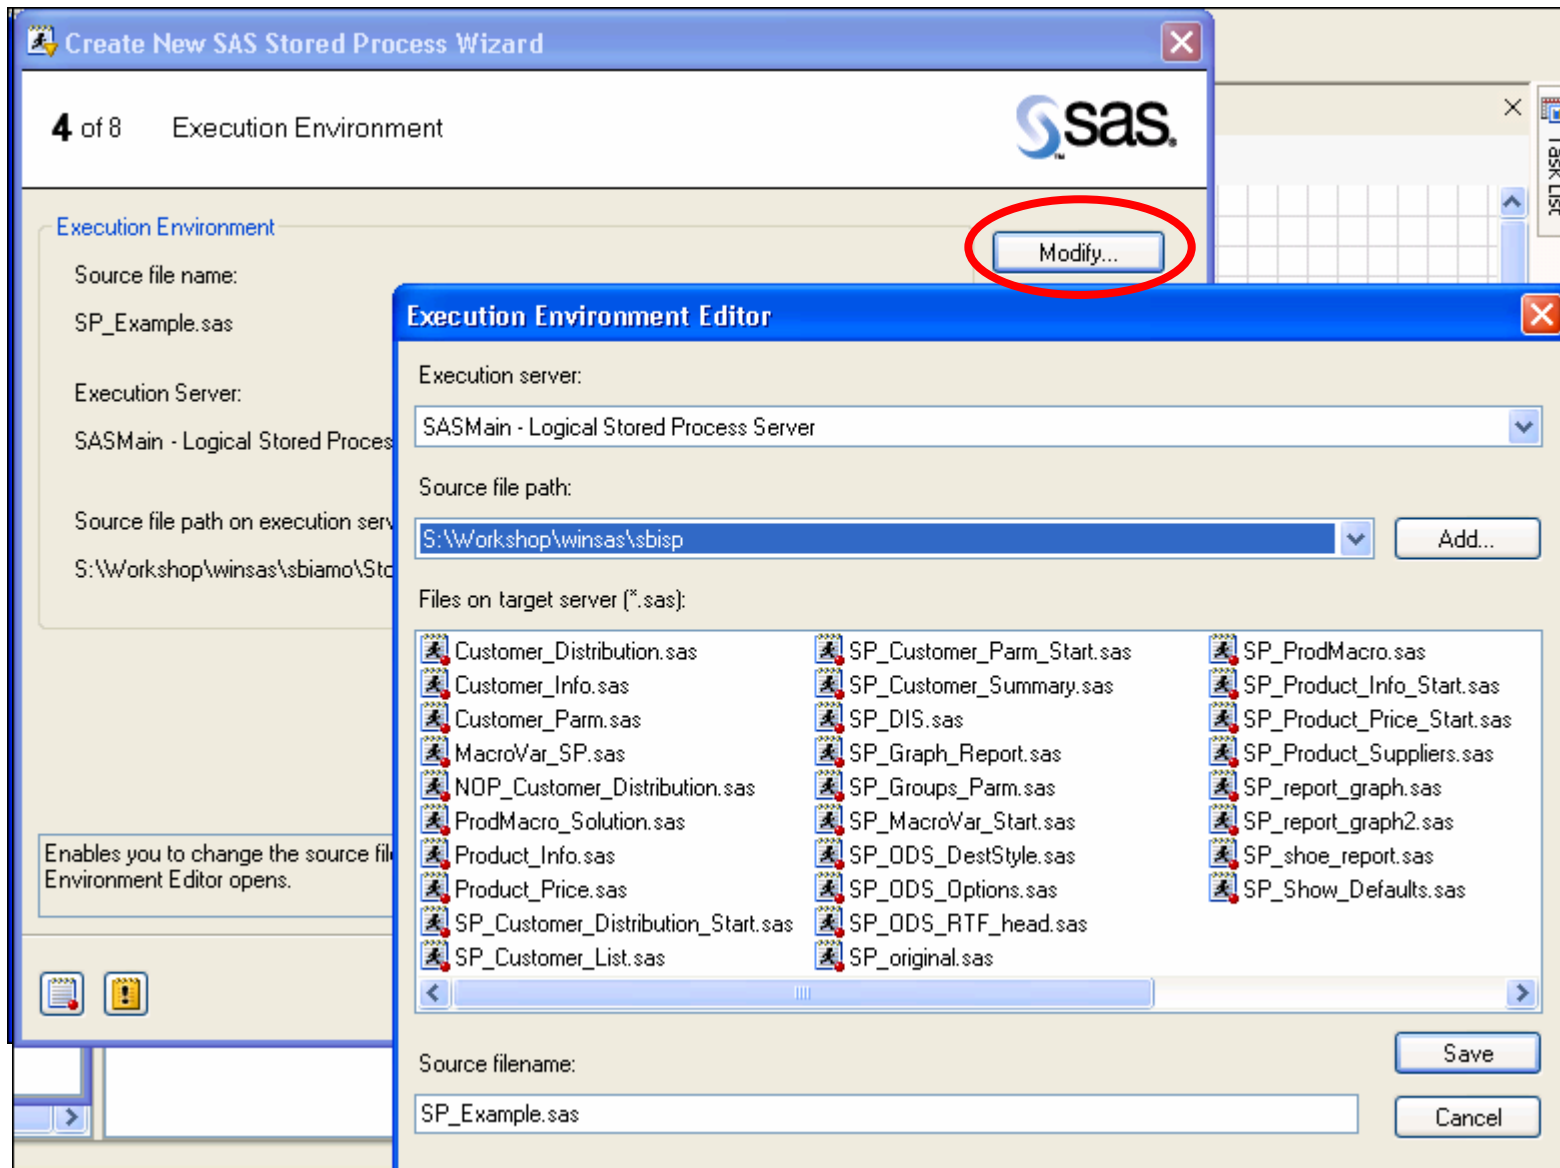 Create New SAS Stored Process Wizard
4 of 8 Execution Environment
sas
Task List
Execution Environment
Modify...
Source file name:
SP_Example.sas
Execution Server:
SASMain - Logical Stored Proces
Source file path on execution serv
S:\Workshop\winsas\sbiamo\Sto
Enables you to change the source file
Environment Editor opens.
Execution Environment Editor
Execution server:
SASMain - Logical Stored Process Server
Source file path:
S:\Workshop\winsas\sbisp
Add...
Files on target server (*.sas):
Customer_Distribution.sas SP_Customer_Parm_Start.sas SP_ProdMacro.sas
Customer_Info.sas SP_Customer_Summary.sas SP_Product_Info_Start.sas
Customer_Parm.sas SP_DIS.sas SP_Product_Price_Start.sas
MacroVar_SP.sas SP_Graph_Report.sas SP_Product_Suppliers.sas
NOP_Customer_Distribution.sas SP_Groups_Parm.sas SP_report_graph.sas
ProdMacro_Solution.sas SP_MacroVar_Start.sas SP_report_graph2.sas
Product_Info.sas SP_ODS_DestStyle.sas SP_shoe_report.sas
Product_Price.sas SP_ODS_Options.sas SP_Show_Defaults.sas
SP_Customer_Distribution_Start.sas SP_ODS_RTF_head.sas
SP_Customer_List.sas SP_original.sas
Source filename:
SP_Example.sas
Save
Cancel